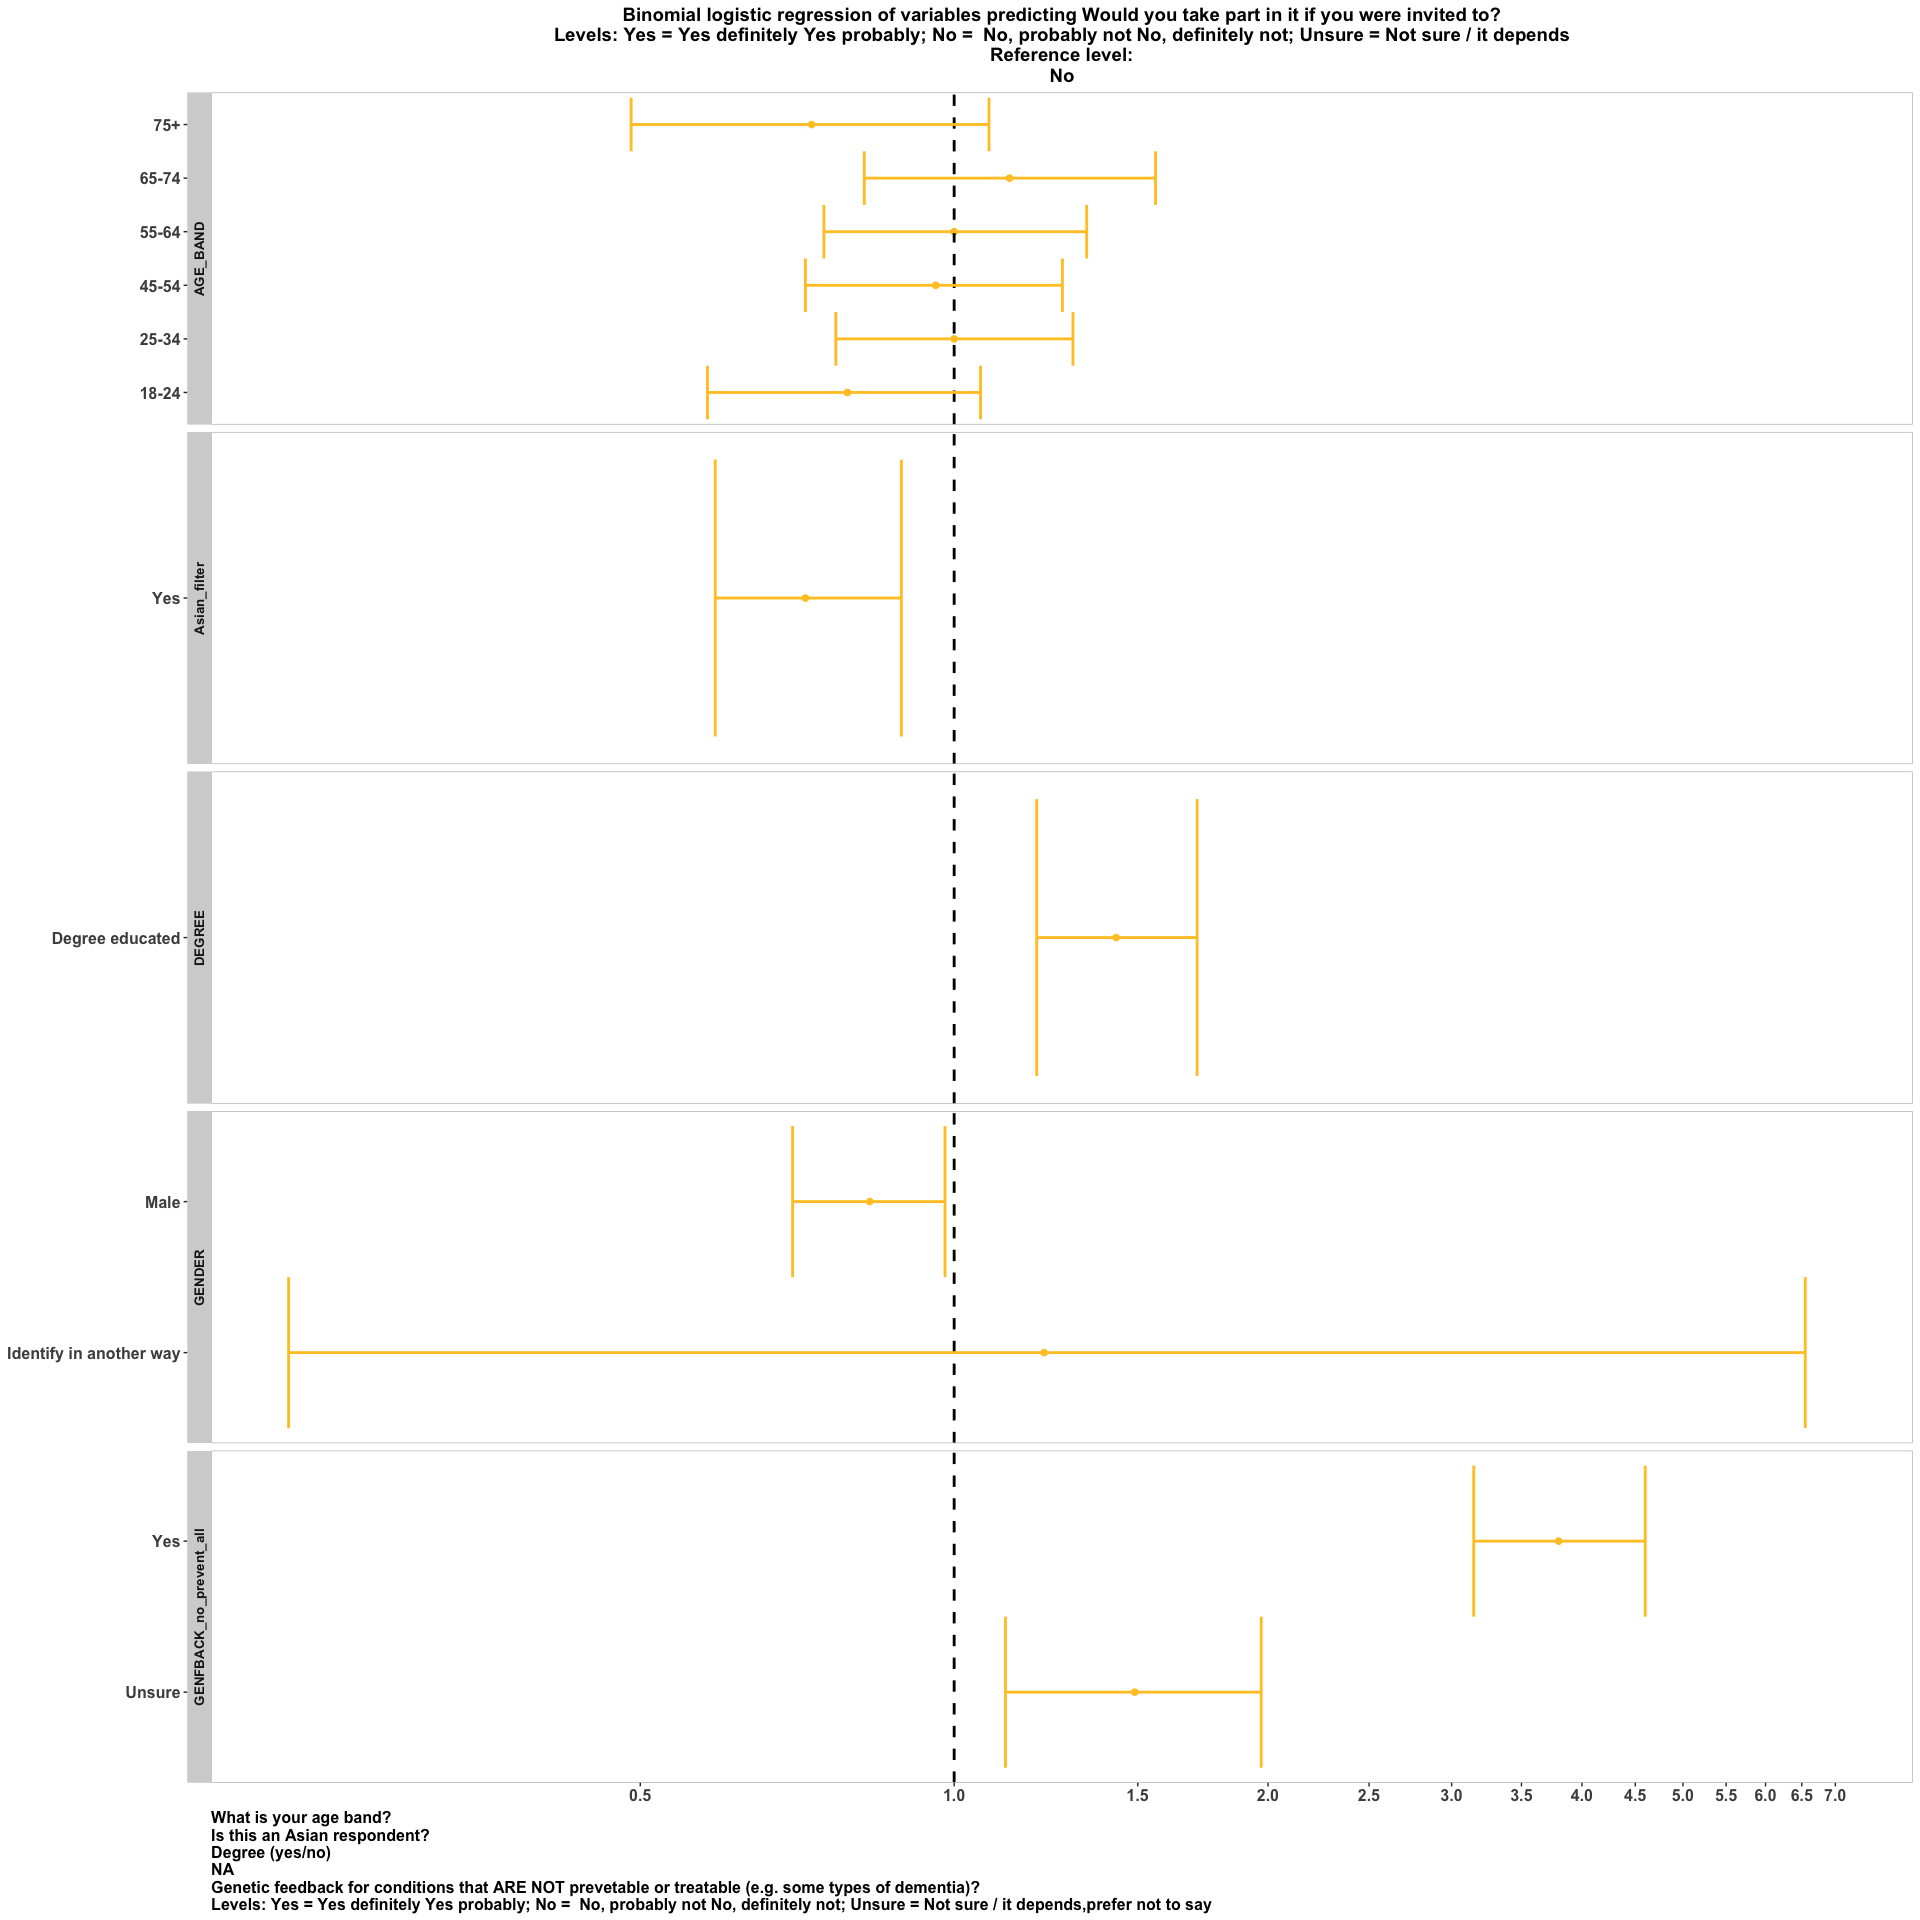 Binomial logistic regression of variables predicting Would you take part in it if you were invited to?
Levels: Yes = Yes definitely Yes probably; No =  No, probably not No, definitely not; Unsure = Not sure / it depends
Reference level:
No
AGE_BAND
75+
65-74
55-64
45-54
25-34
18-24
Asian_filter
Yes
DEGREE
Degree educated
GENDER
Male
Identify in another way
GENFBACK_no_prevent_all
Yes
Unsure
0.5 1.0 1.5 2.0 2.5 3.0 3.5 4.0 4.5 5.0 5.5 6.0 6.5 7.0
What is your age band?
Is this an Asian respondent?
Degree (yes/no)
NA
Genetic feedback for conditions that ARE NOT prevetable or treatable (e.g. some types of dementia)?
Levels: Yes = Yes definitely Yes probably; No =  No, probably not No, definitely not; Unsure = Not sure / it depends,prefer not to say